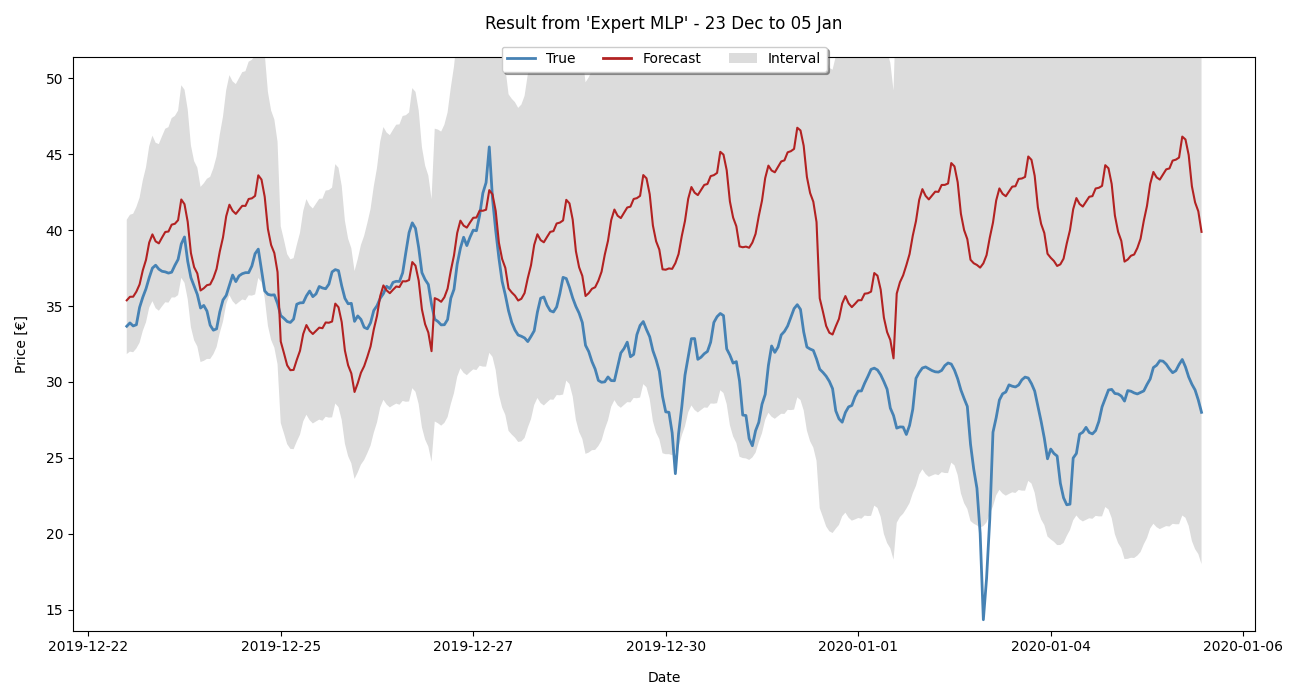 Result from 'Expert MLP' - 23 Dec to 05 Jan
True Forecast Interval
50
45
40
35
30
25
20
15
Price [€]
2019-12-22 2019-12-25 2019-12-27 2019-12-30 2020-01-01 2020-01-04 2020-01-06
Date